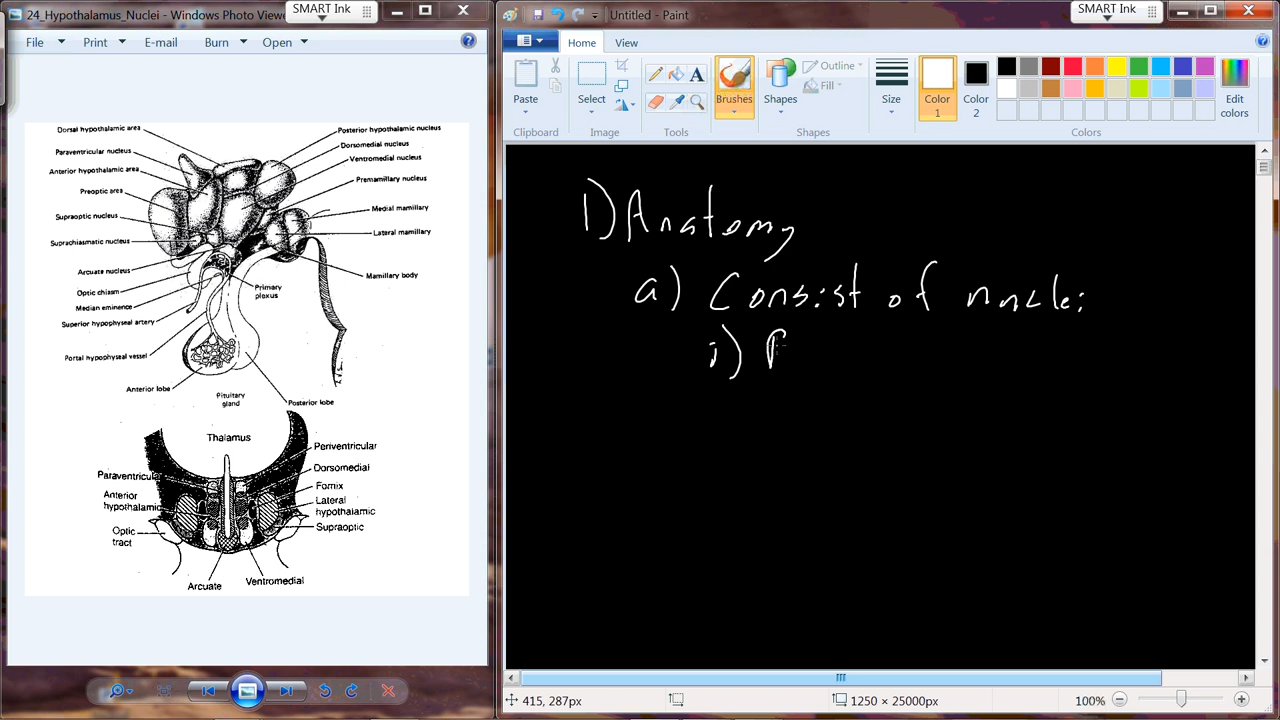 24_Hypothalamus_Nuclei - Windows Photo Viewe
SMART Ink
File Print E-mail Burn Open
Dorsal hypothalamic area
Paraventricular nucleus
Anterior hypothalamic area
Preoptic area
Supraoptic nucleus
Suprachiasmatic nucleus
Arcuate nucleus
Optic chiasm
Median eminence
Superior hypophyseal artery
Portal hypophyseal vessel
Anterior lobe
Posterior hypothalamic nucleus
Dorsomedial nucleus
Ventromedial nucleus
Premamillary nucleus
Medial mamillary
Lateral mamillary
Mamillary body
Primary
plexus
Pituitary
gland
Posterior lobe
Thalamus
Paraventricular
Anterior
hypothalamic
Optic
tract
Arcuate
Periventricular
Dorsomedial
Fornix
Lateral
hypothalamic
Supraoptic
Ventromedial
Untitled - Paint
SMART Ink
Home View
Paste
Clipboard
Select
Image
A
Tools
Brushes
Shapes
Outline
Fill
Shapes
Size
Color
1
Color
2
Edit
colors
Colors
1) Anatomy
a) Consist of nuclei
i)
415, 287px
1250 × 25000px
100%